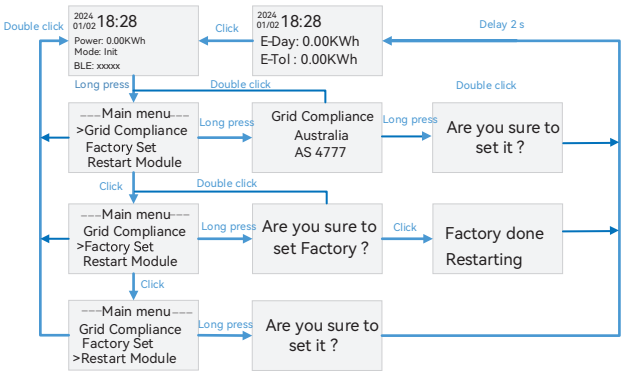 Double click
2024
01/02 18:28
Power: 0.00KWh
Mode: Init
BLE: xxxxx
Click
2024
01/02 18:28
E-Day: 0.00KWh
E-Tol : 0.00KWh
Delay 2 s
Long press
Double click
Double click
---Main menu---
>Grid Compliance
Factory Set
Restart Module
Long press
Grid Compliance
Australia
AS 4777
Long press
Are you sure to
set it ?
Click
Double click
---Main menu---
Grid Compliance
>Factory Set
Restart Module
Long press
Are you sure to
set Factory ?
Click
Factory done
Restarting
Click
---Main menu---
Grid Compliance
Factory Set
>Restart Module
Long press
Are you sure to
set it ?